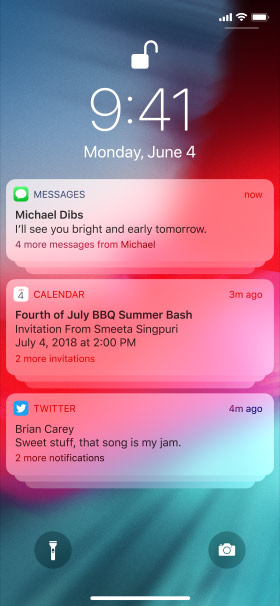 9:41
Monday, June 4
MESSAGES now
Michael Dibs
I'll see you bright and early tomorrow.
4 more messages from Michael
4
CALENDAR 3m ago
Fourth of July BBQ Summer Bash
Invitation From Smeeta Singpuri
July 4, 2018 at 2:00 PM
2 more invitations
TWITTER 4m ago
Brian Carey
Sweet stuff, that song is my jam.
2 more notifications